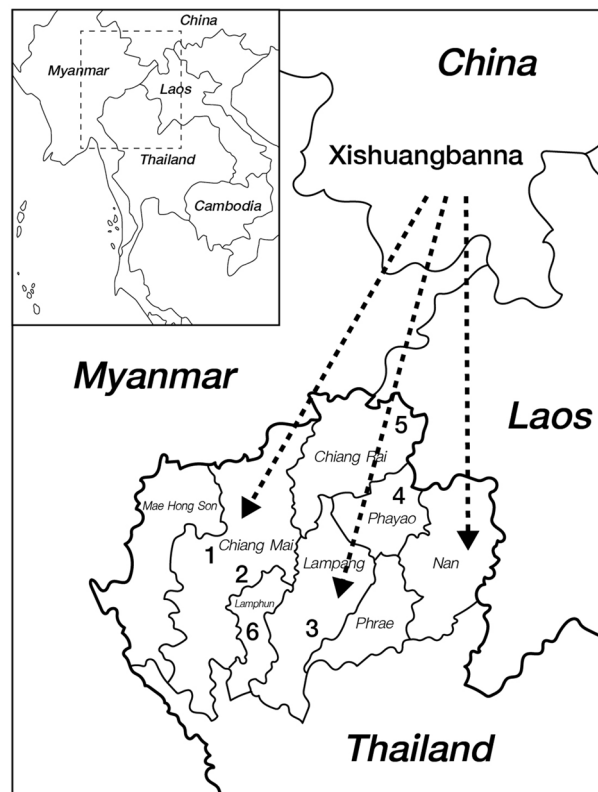 China
Myanmar
Laos
Thailand
Cambodia
China
Xishuangbanna
Myanmar
Laos
5
Chiang Rai
4
Mae Hong Son
Phayao
1
Chiang Mai
Lampang
Nan
2
Lamphun
6
3
Phrae
Thailand